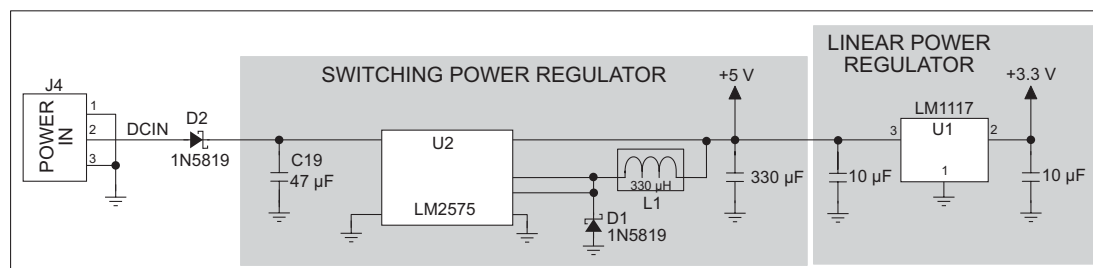 LINEAR POWER
REGULATOR
SWITCHING POWER REGULATOR
+5 V
+3.3 V
J4
POWER
IN
1
2
3
DCIN
D2
1N5819
C19
47 µF
U2
LM2575
330 µH
L1
D1
1N5819
330 µF
10 µF
LM1117
3
U1
2
1
10 µF